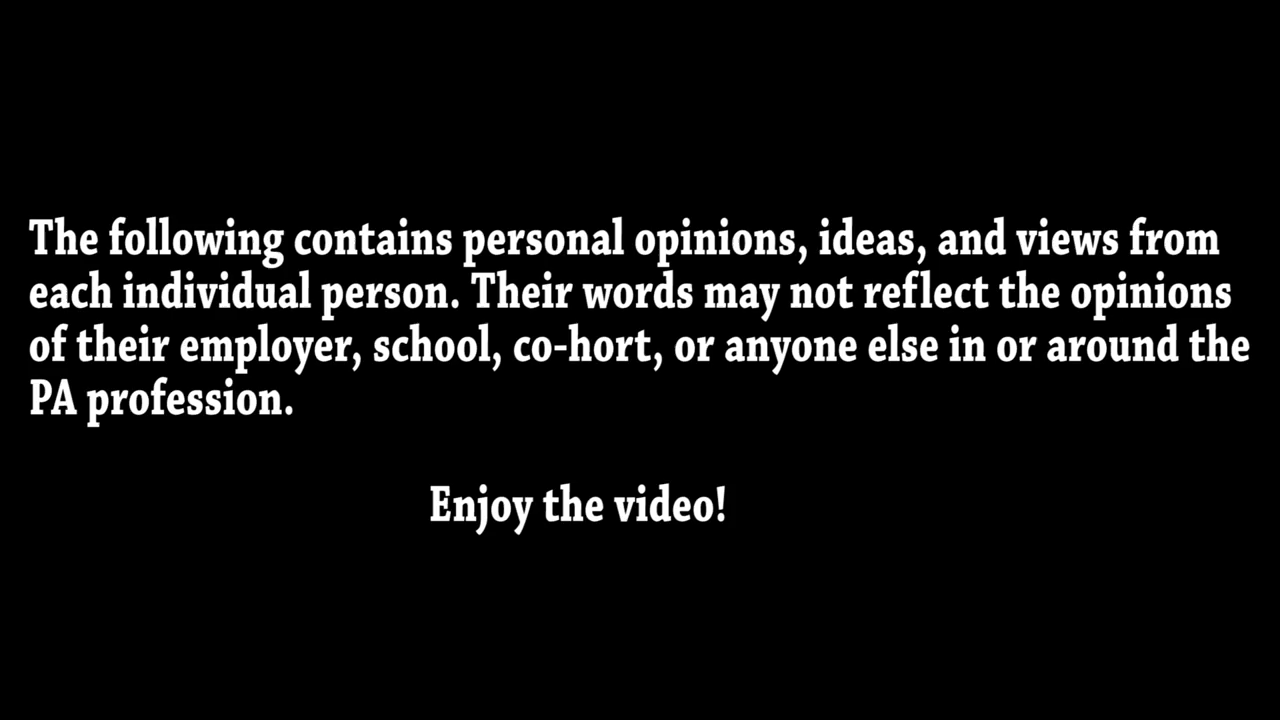 The following contains personal opinions, ideas, and views from
each individual person. Their words may not reflect the opinions
of their employer, school, co-hort, or anyone else in or around the
PA profession.
Enjoy the video!